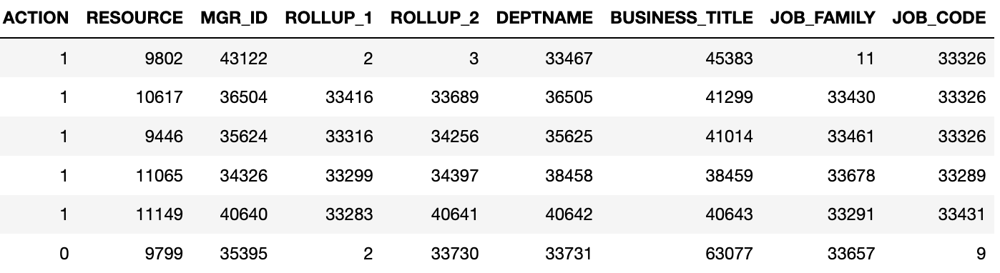 ACTION RESOURCE MGR_ID ROLLUP_1 ROLLUP_2 DEPTNAME BUSINESS_TITLE JOB_FAMILY JOB_CODE
1 9802 43122 2 3 33467 45383 11 33326
1 10617 36504 33416 33689 36505 41299 33430 33326
1 9446 35624 33316 34256 35625 41014 33461 33326
1 11065 34326 33299 34397 38458 38459 33678 33289
1 11149 40640 33283 40641 40642 40643 33291 33431
0 9799 35395 2 33730 33731 63077 33657 9